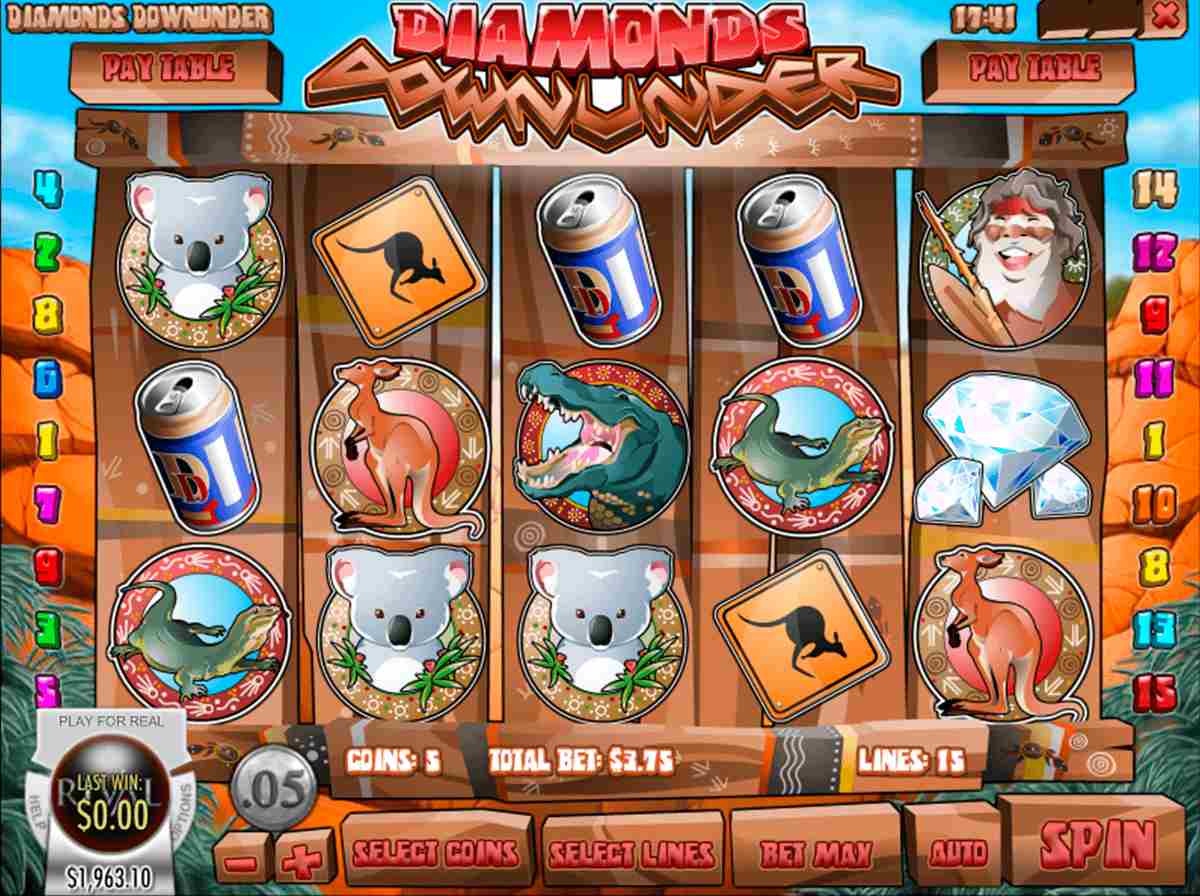 DIAMONDS DOWNUNDER
DIAMONDS
DOWNUNDER
17:41
PAY TABLE
PAY TABLE
4
2
8
6
1
7
9
3
5
14
12
9
11
1
10
8
13
15
PLAY FOR REAL
LAST WIN:
$0.00
HELP
OPTIONS
$1,963.10
.05
COINS: 5
TOTAL BET: $3.75
LINES: 15
-
+
SELECT COINS
SELECT LINES
BET MAX
AUTO
SPIN